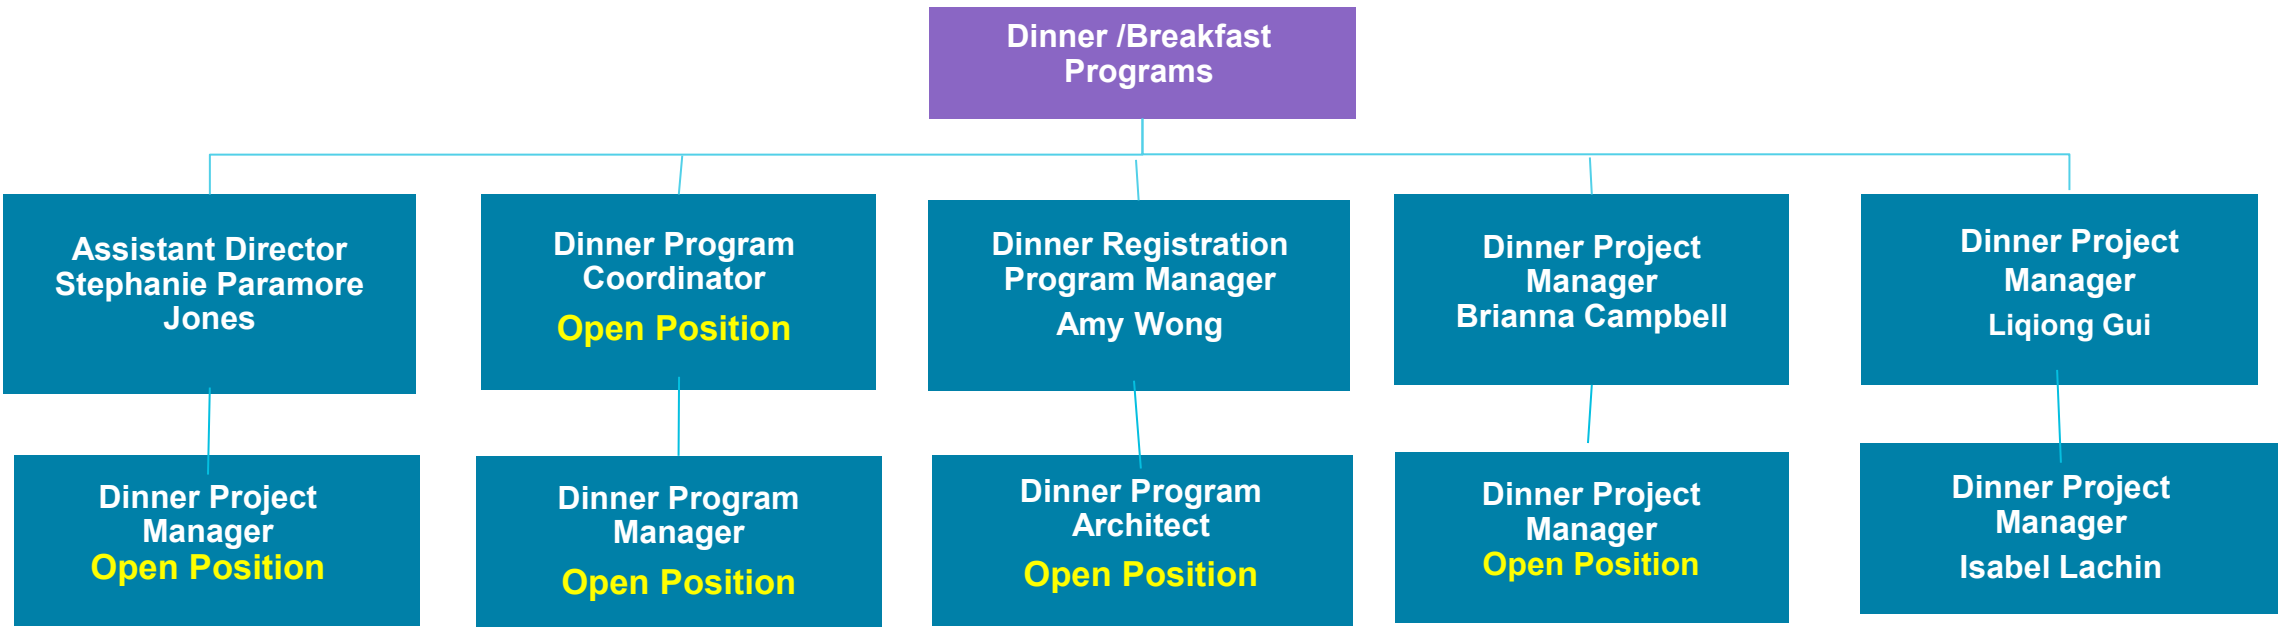 Dinner /Breakfast
Programs
Assistant Director
Stephanie Paramore
Jones
Dinner Program
Coordinator
Open Position
Dinner Registration
Program Manager
Amy Wong
Dinner Project
Manager
Brianna Campbell
Dinner Project
Manager
Liqiong Gui
Dinner Project
Manager
Open Position
Dinner Program
Manager
Open Position
Dinner Program
Architect
Open Position
Dinner Project
Manager
Open Position
Dinner Project
Manager
Isabel Lachin